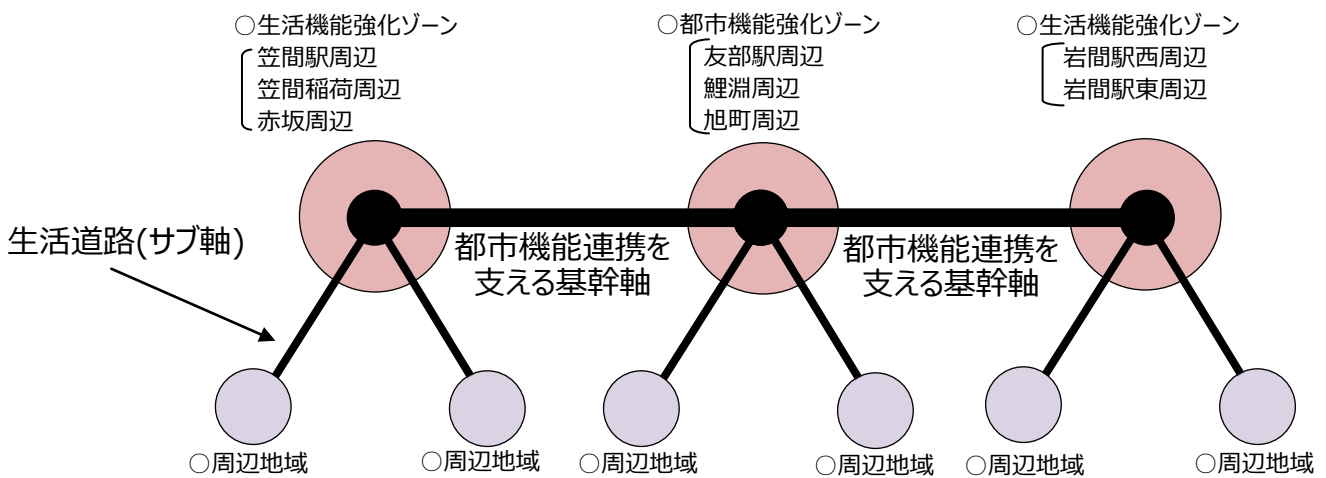 ○生活機能強化ゾーン
笠間駅周辺
笠間稲荷周辺
赤坂周辺
○都市機能強化ゾーン
友部駅周辺
鯉淵周辺
旭町周辺
○生活機能強化ゾーン
岩間駅西周辺
岩間駅東周辺
生活道路(サブ軸)
都市機能連携を
支える基幹軸
都市機能連携を
支える基幹軸
○周辺地域
○周辺地域
○周辺地域
○周辺地域
○周辺地域
○周辺地域